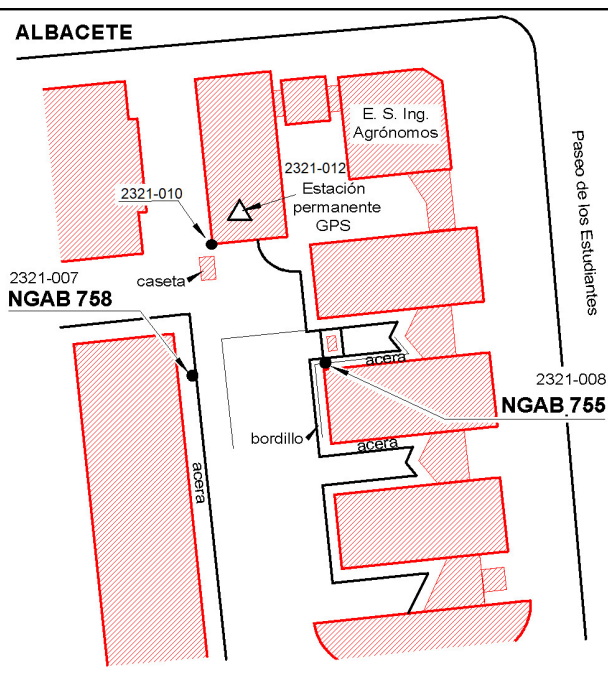 ALBACETE
E. S. Ing.
Agrónomos
Paseo de los Estudiantes
2321-012
Estación
permanente
GPS
2321-010
caseta
2321-007
NGAB 758
acera
2321-008
NGAB 755
bordillo
acera
acera